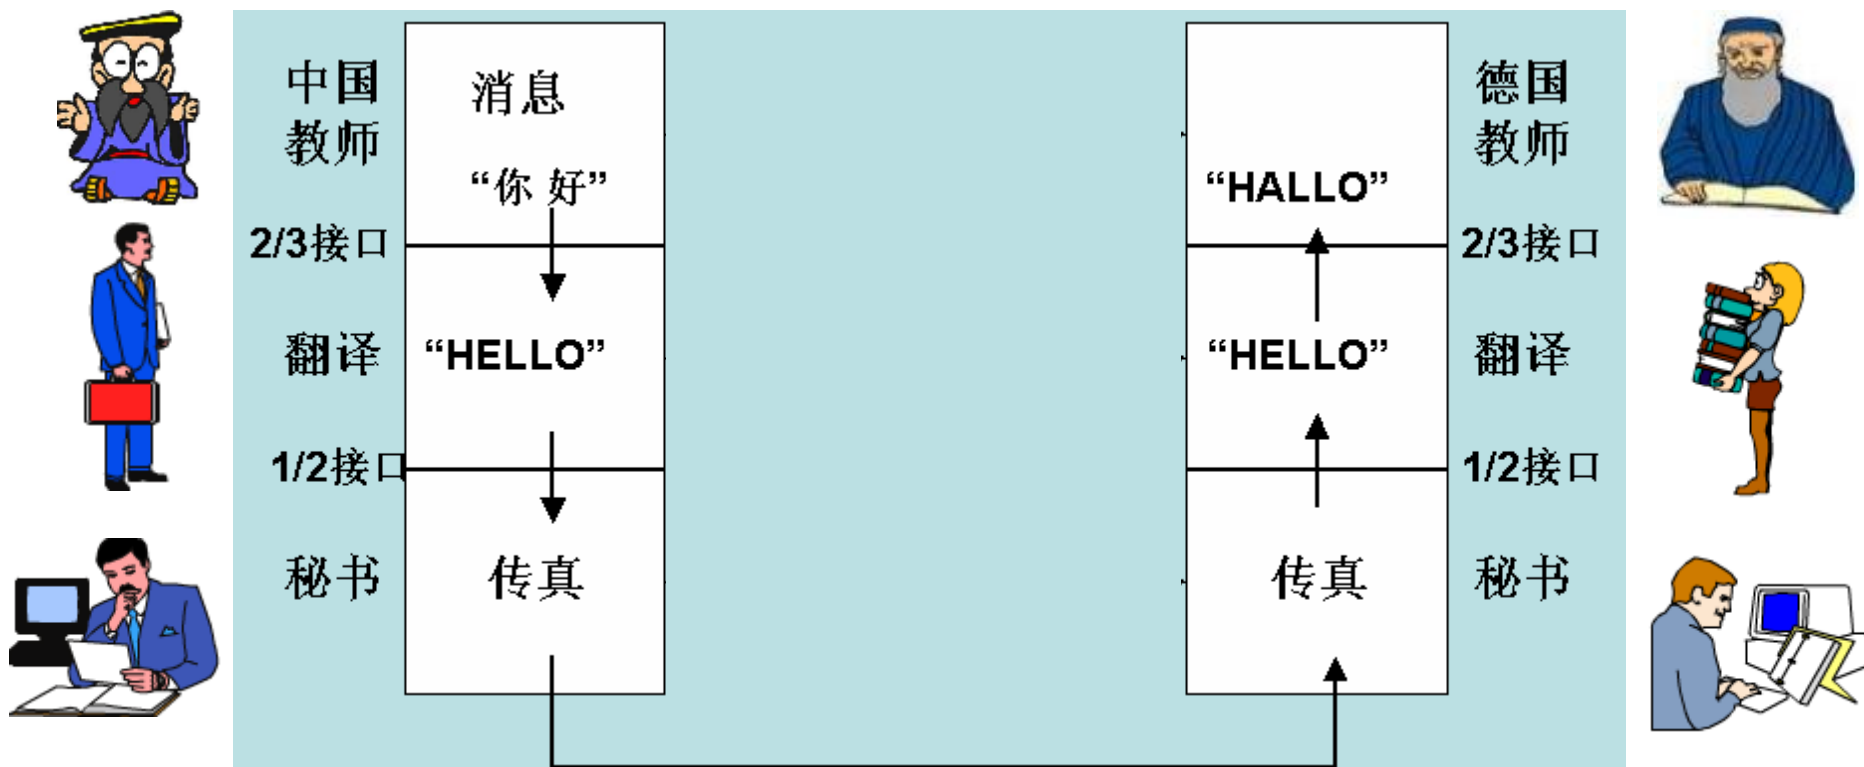 中国
教师
消息
“你 好”
2/3接口
翻译
“HELLO”
1/2接口
秘书
传真
德国
教师
“HALLO”
2/3接口
“HELLO”
翻译
1/2接口
传真
秘书